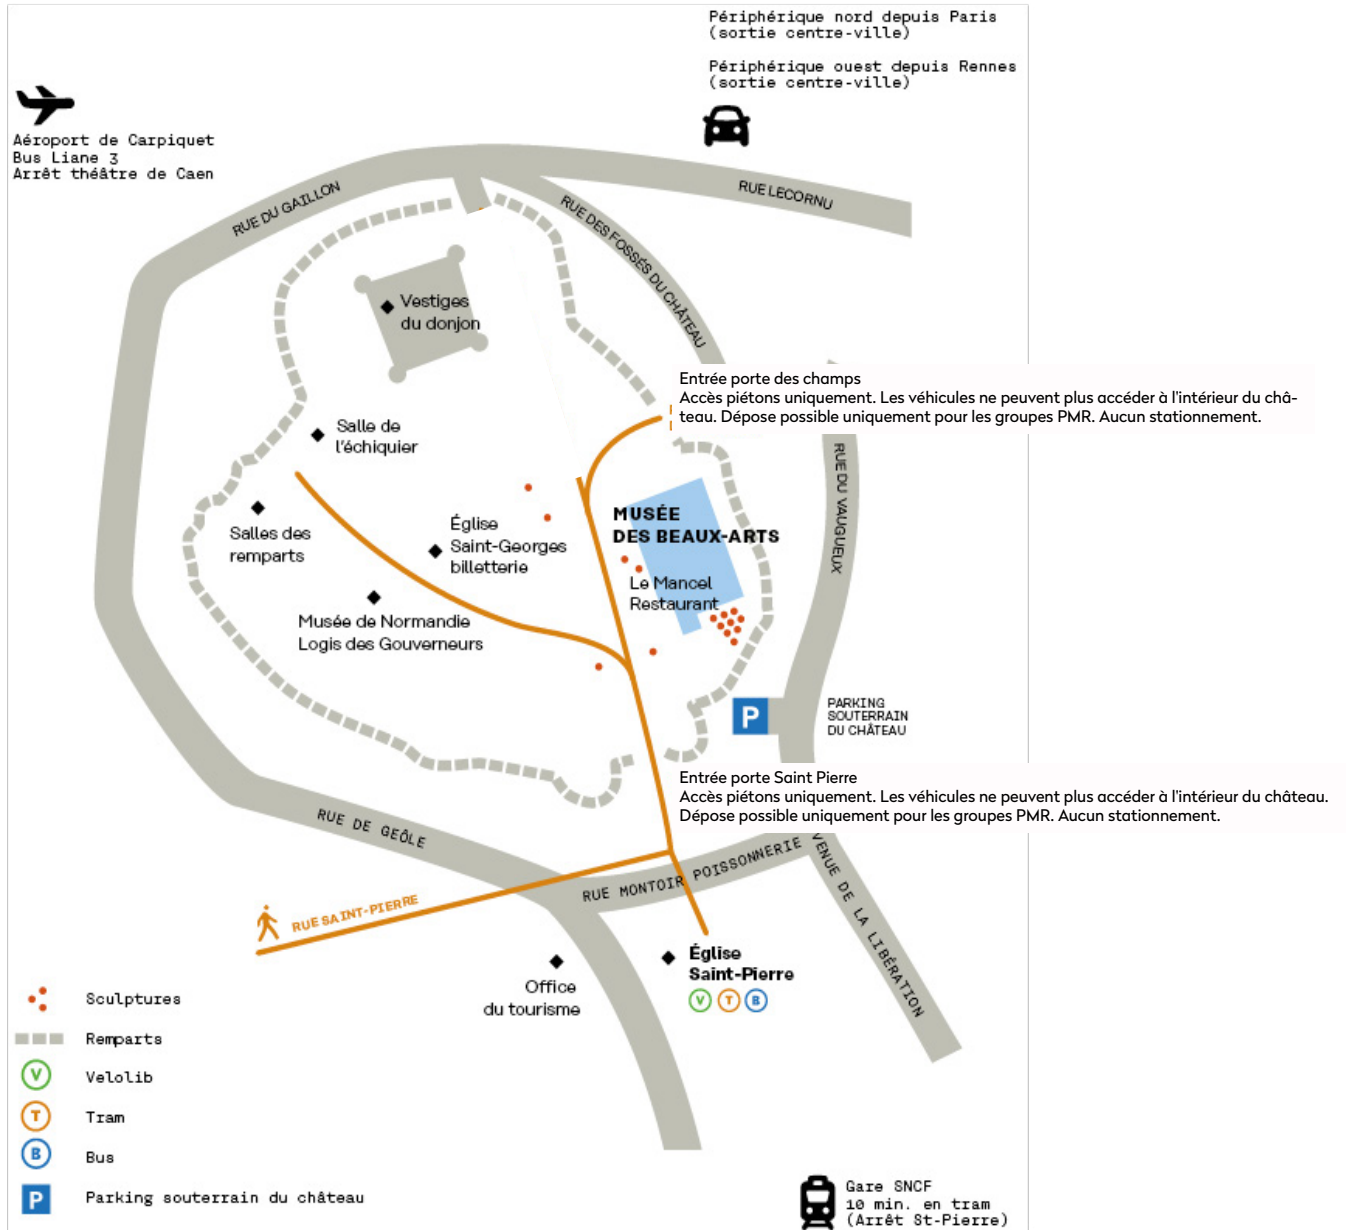 Périphérique nord depuis Paris
(sortie centre-ville)
Périphérique ouest depuis Rennes
(sortie centre-ville)
Aéroport de Carpiquet
Bus Liane 3
Arrêt théâtre de Caen
RUE DU GAILLON
RUE LECORNU
RUE DES FOSSÉS DU CHÂTEAU
Vestiges
du donjon
Entrée porte des champs
Accès piétons uniquement. Les véhicules ne peuvent plus accéder à l'intérieur du châ-
teau. Dépose possible uniquement pour les groupes PMR. Aucun stationnement.
Salle de
l'échiquier
RUE DU VAUGUEUX
MUSÉE
DES BEAUX-ARTS
Église
Saint-Georges
billetterie
Salles des
remparts
Le Mancel
Restaurant
Musée de Normandie
Logis des Gouverneurs
P
PARKING
SOUTERRAIN
DU CHÂTEAU
Entrée porte Saint Pierre
Accès piétons uniquement. Les véhicules ne peuvent plus accéder à l'intérieur du château.
Dépose possible uniquement pour les groupes PMR. Aucun stationnement.
RUE DE GEÔLE
RUE MONTOIR POISSONNERIE
VENUE DE LA LIBÉRATION
RUE SAINT-PIERRE
Église
Saint-Pierre
V T B
Office
du tourisme
Sculptures
Remparts
V Velolib
T Tram
B Bus
P Parking souterrain du château
Gare SNCF
10 min. en tram
(Arrêt St-Pierre)